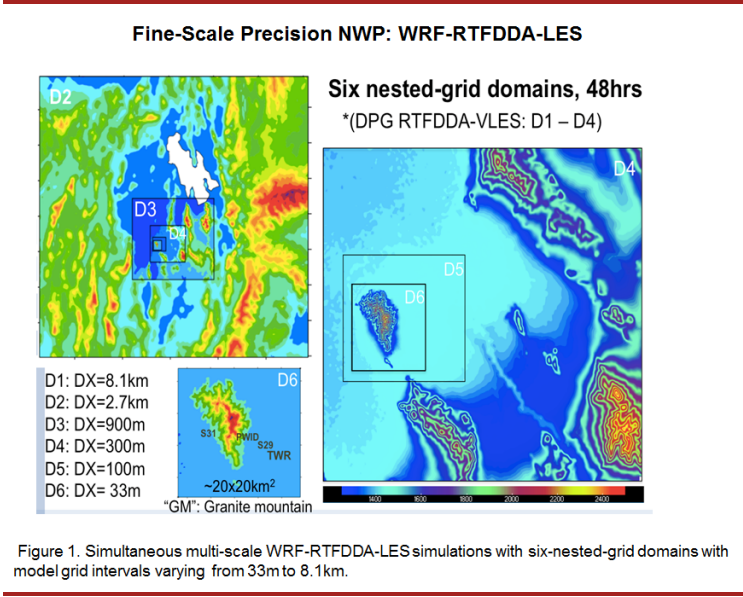 Fine-Scale Precision NWP: WRF-RTFDDA-LES
D2
D3
D4
Six nested-grid domains, 48hrs
*(DPG RTFDDA-VLES: D1 – D4)
D4
D5
D6
1400
1600
1800
2000
2200
2400
D1: DX=8.1km
D2: DX=2.7km
D3: DX=900m
D4: DX=300m
D5: DX=100m
D6: DX= 33m
D6
S31
PWID
S29
TWR
~20x20km²
“GM”: Granite mountain
Figure 1. Simultaneous multi-scale WRF-RTFDDA-LES simulations with six-nested-grid domains with
model grid intervals varying from 33m to 8.1km.